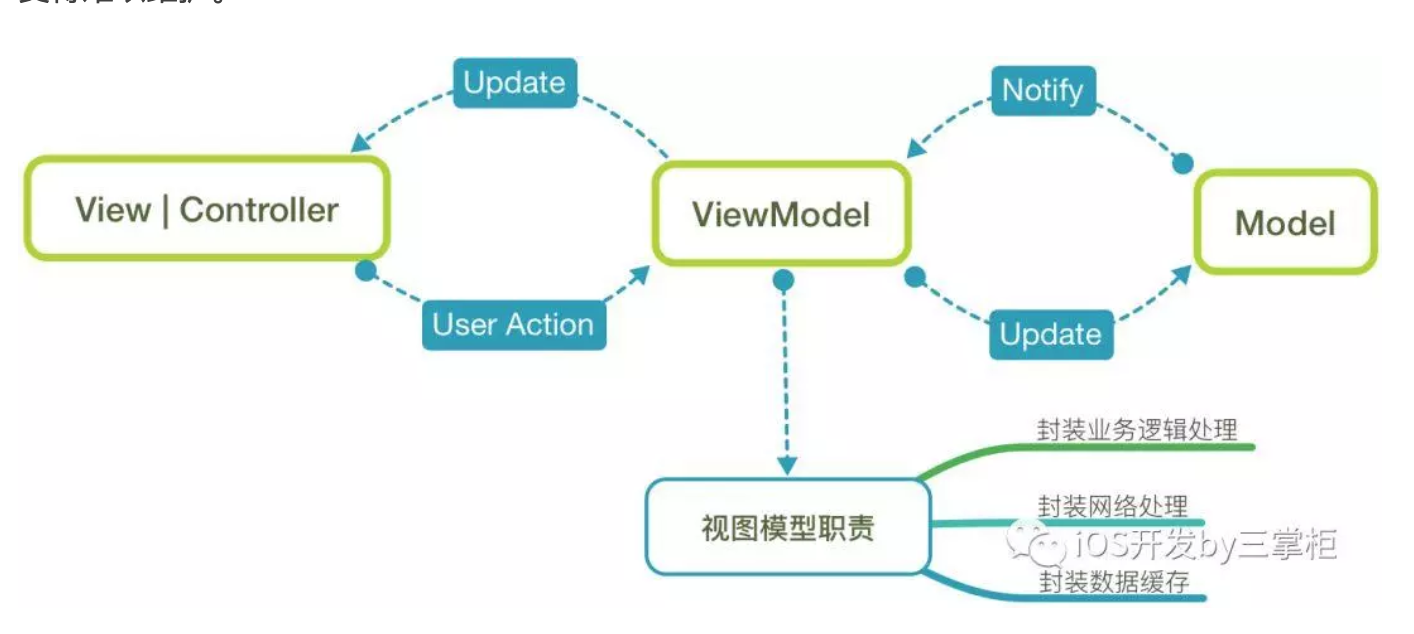 Update
Notify
View | Controller
ViewModel
Model
User Action
Update
封装业务逻辑处理
视图模型职责
封装网络处理
iOS开发by三掌柜
封装数据缓存